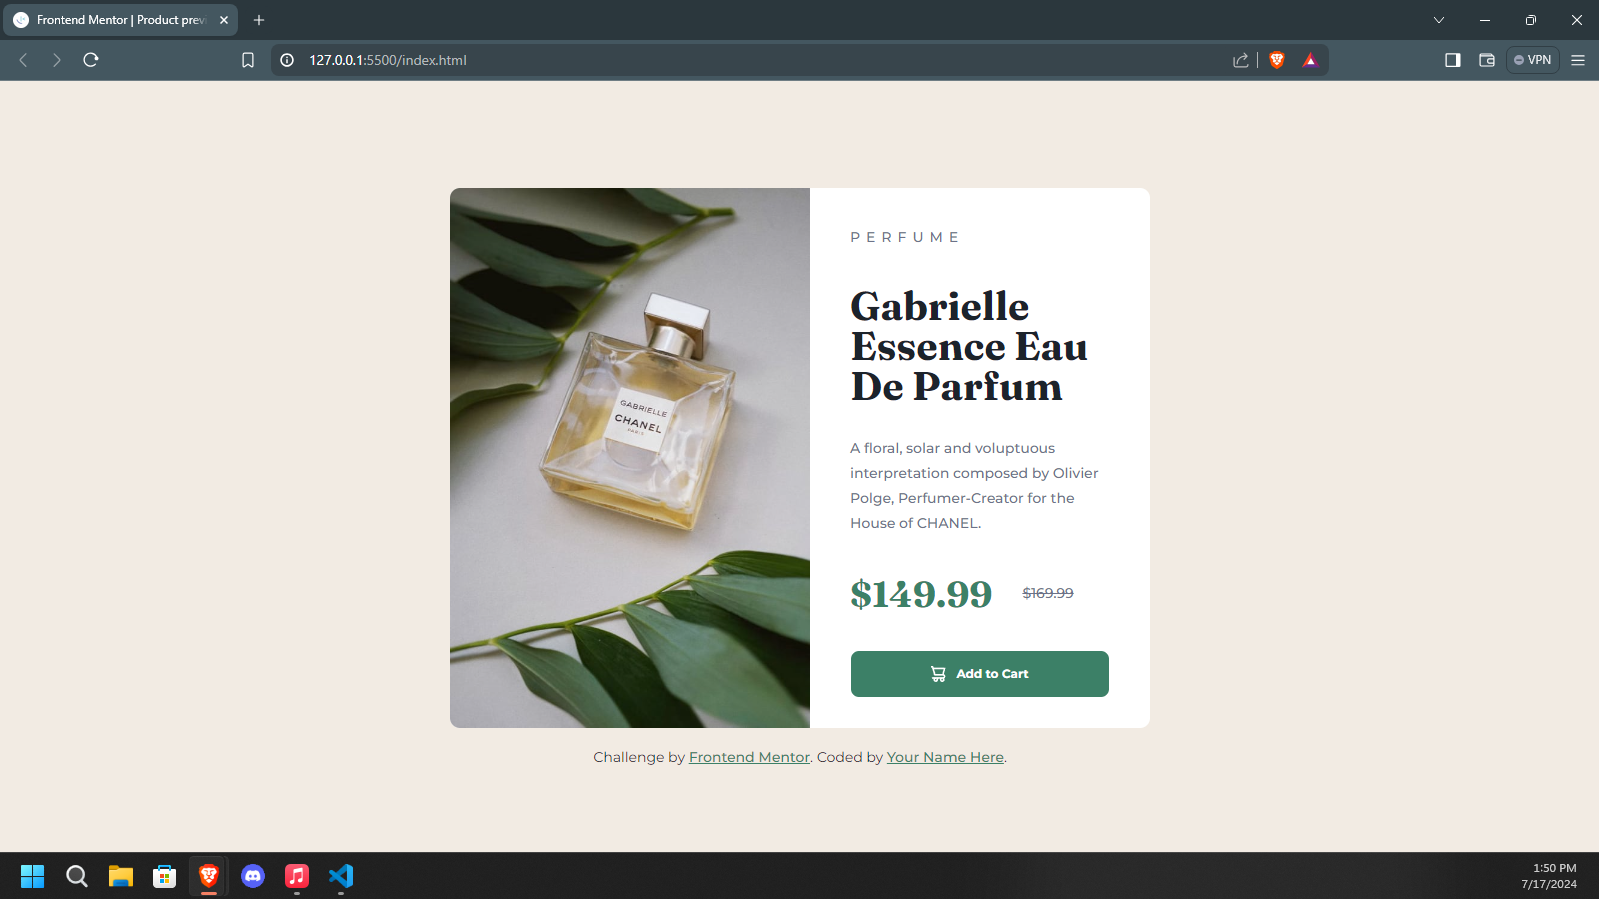 Frontend Mentor | Product prev
127.0.0.1:5500/index.html
VPN
GABRIELLE
CHANEL
PARIS
PERFUME
Gabrielle
Essence Eau
De Parfum
A floral, solar and voluptuous
interpretation composed by Olivier
Polge, Perfumer-Creator for the
House of CHANEL.
$149.99 $169.99
Add to Cart
Challenge by Frontend Mentor. Coded by Your Name Here.
1:50 PM
7/17/2024